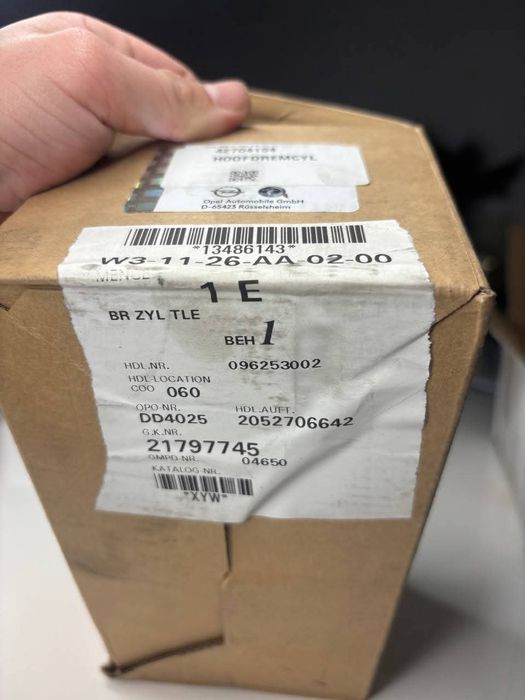 HOOFDREMCYL
Opel Automobile GmbH
D-65423 Rüsselsheim
*13486143*
W3-11-26-AA-02-00
MENGE
1 E
BR ZYL TLE
BEH 1
HDL.NR. 096253002
HDL-LOCATION
COO 060
OPO-NR. HDL.AUFT.
DD4025 2052706642
G.K.NR.
21797745
GMPD-NR. 04650
KATALOG-NR.
*XYW*